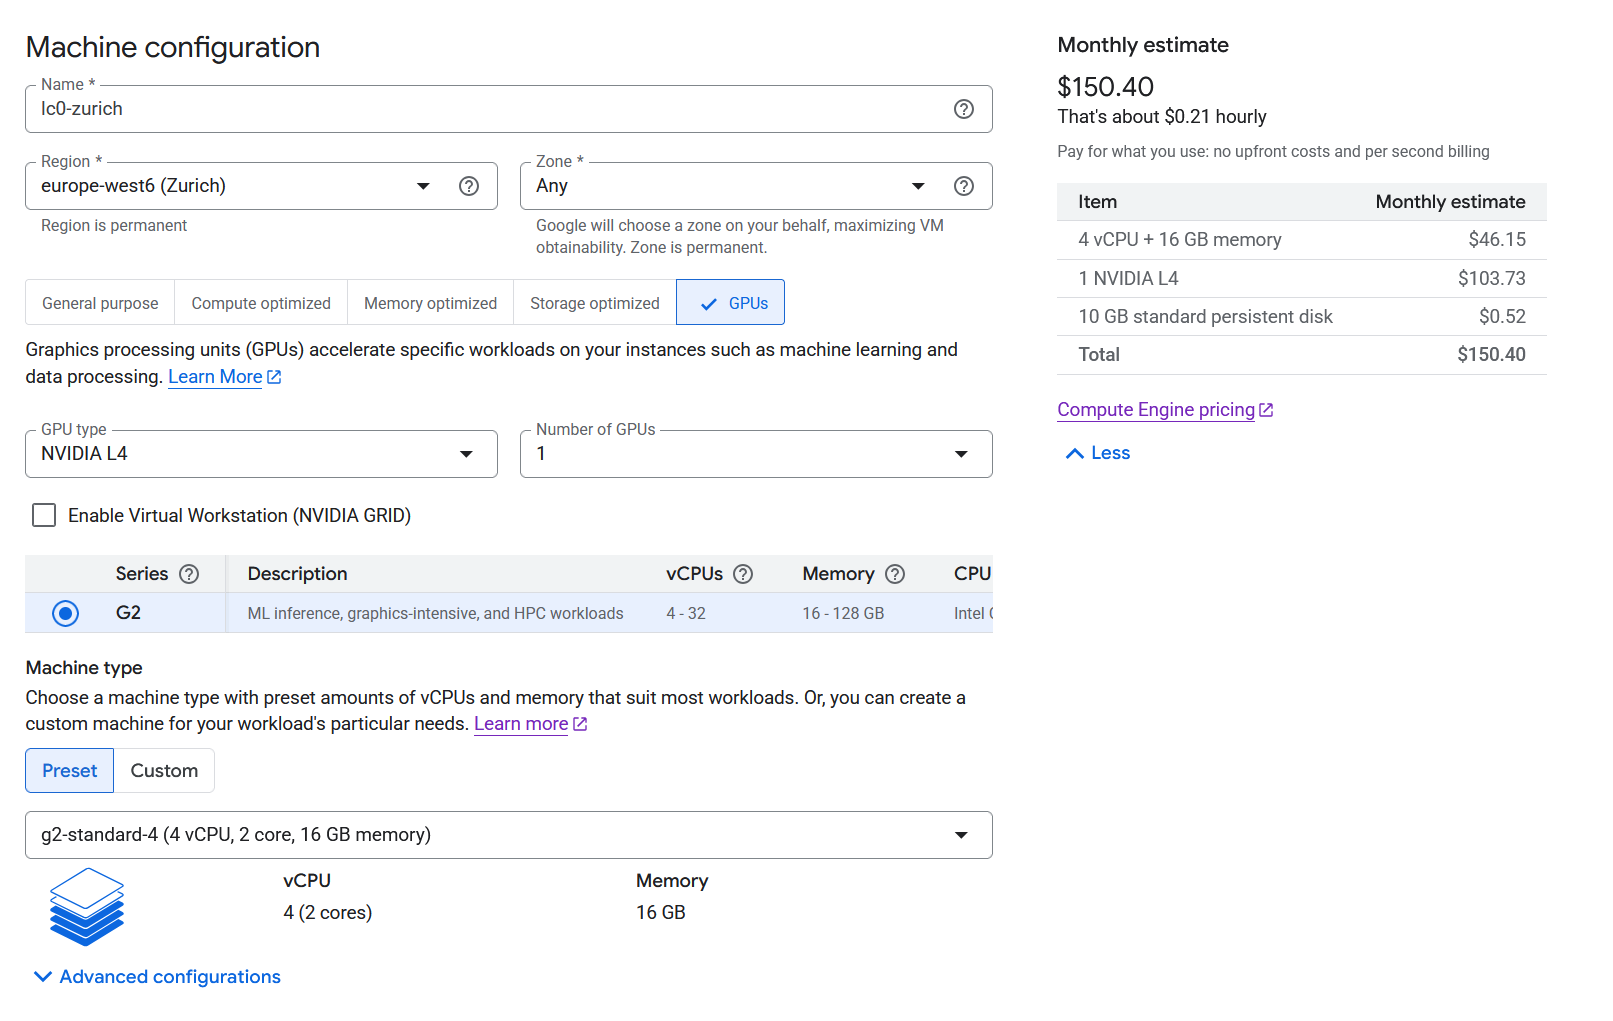 Machine configuration
Name *
lc0-zurich
Region *
europe-west6 (Zurich)
Region is permanent
Zone *
Any
Google will choose a zone on your behalf, maximizing VM
obtainability. Zone is permanent.
General purpose
Compute optimized
Memory optimized
Storage optimized
GPUs
Graphics processing units (GPUs) accelerate specific workloads on your instances such as machine learning and
data processing. Learn More
GPU type
NVIDIA L4
Number of GPUs
1
Enable Virtual Workstation (NVIDIA GRID)
Series Description vCPUs Memory CPU
G2 ML inference, graphics-intensive, and HPC workloads 4 - 32 16 - 128 GB Intel
Machine type
Choose a machine type with preset amounts of vCPUs and memory that suit most workloads. Or, you can create a
custom machine for your workload's particular needs. Learn more
Preset
Custom
g2-standard-4 (4 vCPU, 2 core, 16 GB memory)
vCPU
4 (2 cores)
Memory
16 GB
Advanced configurations
Monthly estimate
$150.40
That's about $0.21 hourly
Pay for what you use: no upfront costs and per second billing
Item Monthly estimate
4 vCPU + 16 GB memory $46.15
1 NVIDIA L4 $103.73
10 GB standard persistent disk $0.52
Total $150.40
Compute Engine pricing
Less